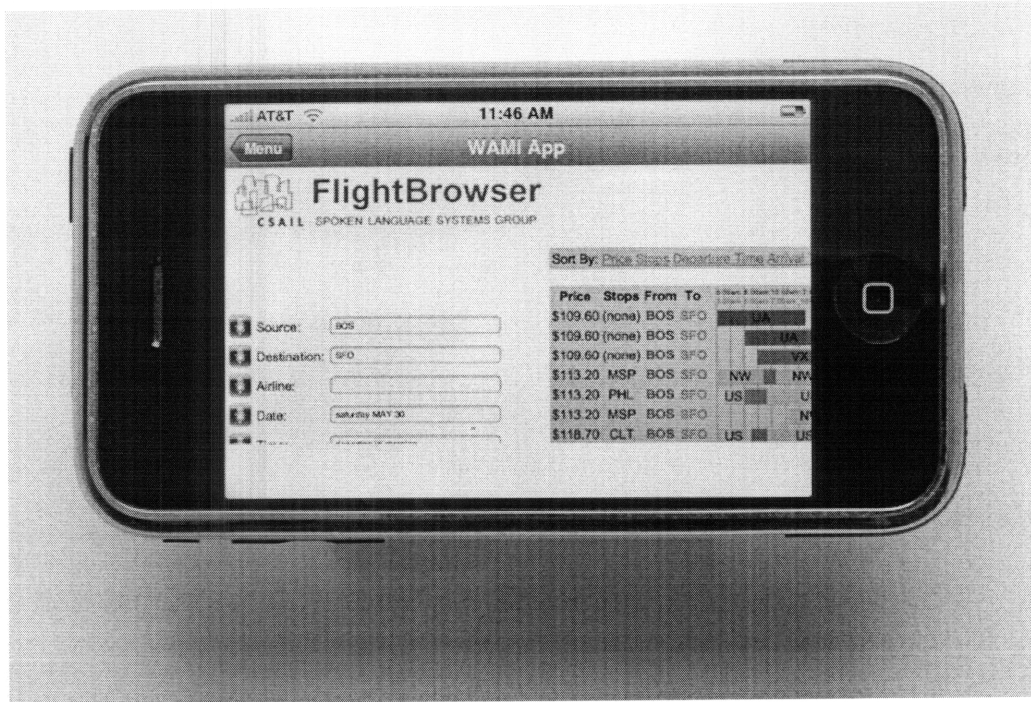 AT&T 11:46 AM
Menu WAMI App
FlightBrowser
CSAIL SPOKEN LANGUAGE SYSTEMS GROUP
Sort By: Price Stops Departure Time Arrival
Price Stops From To
$109.60 (none) BOS SFO UA
Source: BOS
$109.60 (none) BOS SFO UA
Destination: SFO
$109.60 (none) BOS SFO VX
Airline:
$113.20 MSP BOS SFO NW NW
$113.20 PHL BOS SFO US U
Date: saturday MAY 30
$113.20 MSP BOS SFO
$118.70 CLT BOS SFO US US